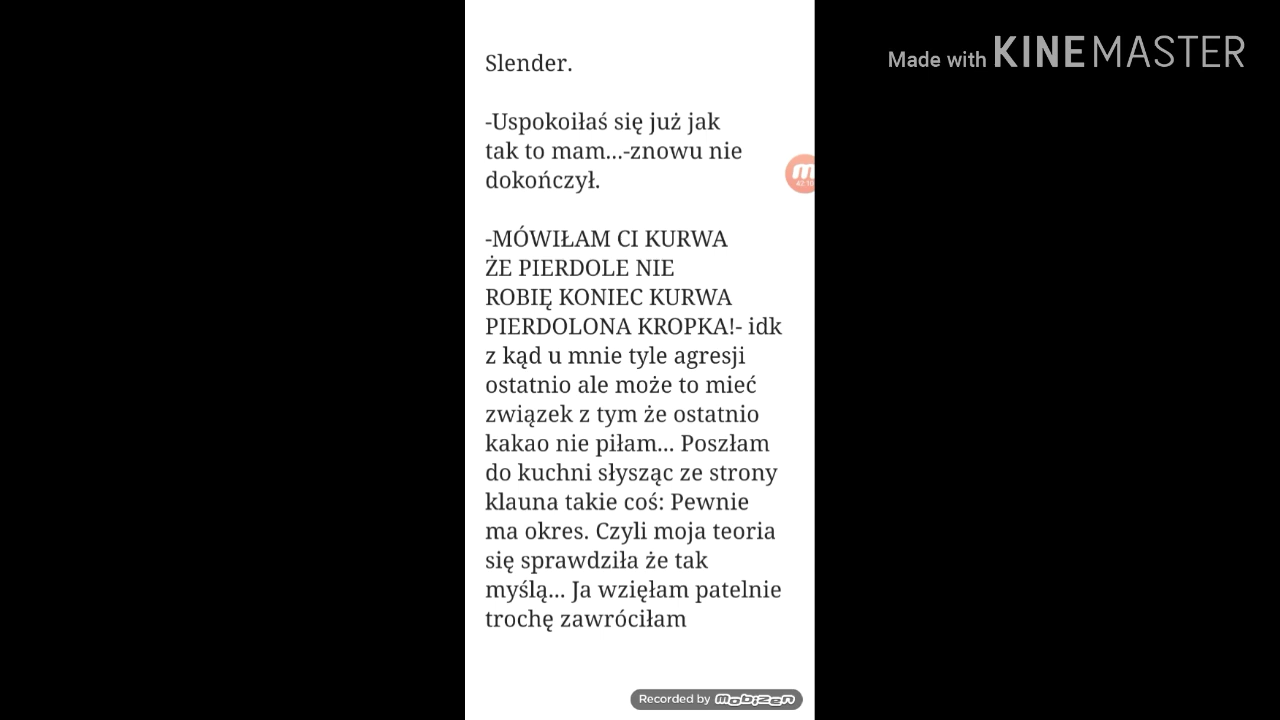 Made with KINEMASTER
Slender.
-Uspokoiłaś się już jak
tak to mam...-znowu nie
dokończył.
-MÓWIŁAM CI KURWA
ŻE PIERDOLE NIE
ROBIĘ KONIEC KURWA
PIERDOLONA KROPKA!- idk
z kąd u mnie tyle agresji
ostatnio ale może to mieć
związek z tym że ostatnio
kakao nie piłam... Poszłam
do kuchni słysząc ze strony
klauna takie coś: Pewnie
ma okres. Czyli moja teoria
się sprawdziła że tak
myślą... Ja wzięłam patelnie
trochę zawróciłam
Recorded by MOBIZEN